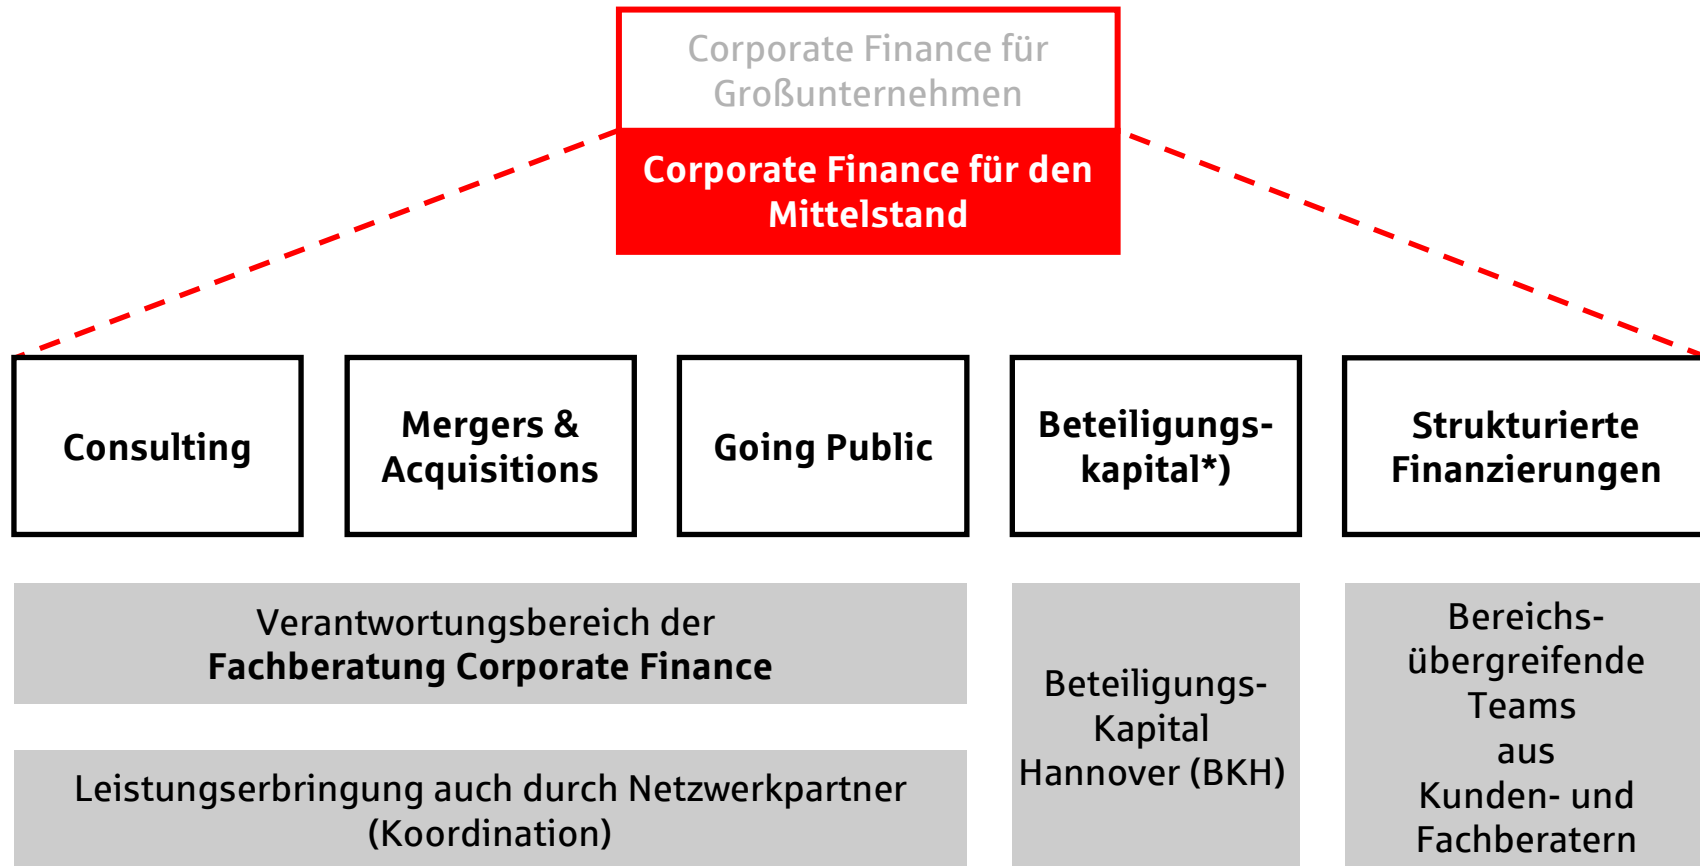 Corporate Finance für
Großunternehmen
Corporate Finance für den
Mittelstand
Consulting
Mergers &
Acquisitions
Going Public
Beteiligungs-
kapital*)
Strukturierte
Finanzierungen
Verantwortungsbereich der
Fachberatung Corporate Finance
Leistungserbringung auch durch Netzwerkpartner
(Koordination)
Beteiligungs-
Kapital
Hannover (BKH)
Bereichs-
übergreifende
Teams
aus
Kunden- und
Fachberatern